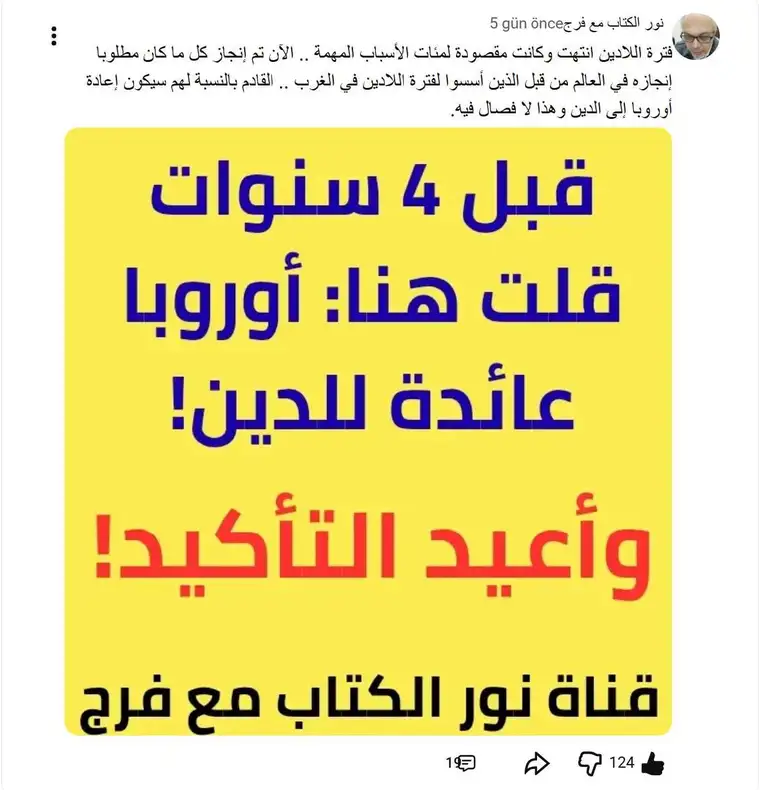 نور الكتاب مع فرج5 gün önce
فترة اللادين انتهت وكانت مقصودة لمئات الأسباب المهمة .. الآن تم إنجاز كل ما كان مطلوبا
إنجازه في العالم من قبل الذين أسسوا لفترة اللادين في الغرب .. القادم بالنسبة لهم سيكون إعادة
أوروبا إلى الدين وهذا لا فصال فيه.
قبل 4 سنوات
قلت هنا: أوروبا
عائدة للدين!
وأعيد التأكيد!
قناة نور الكتاب مع فرج
124 19